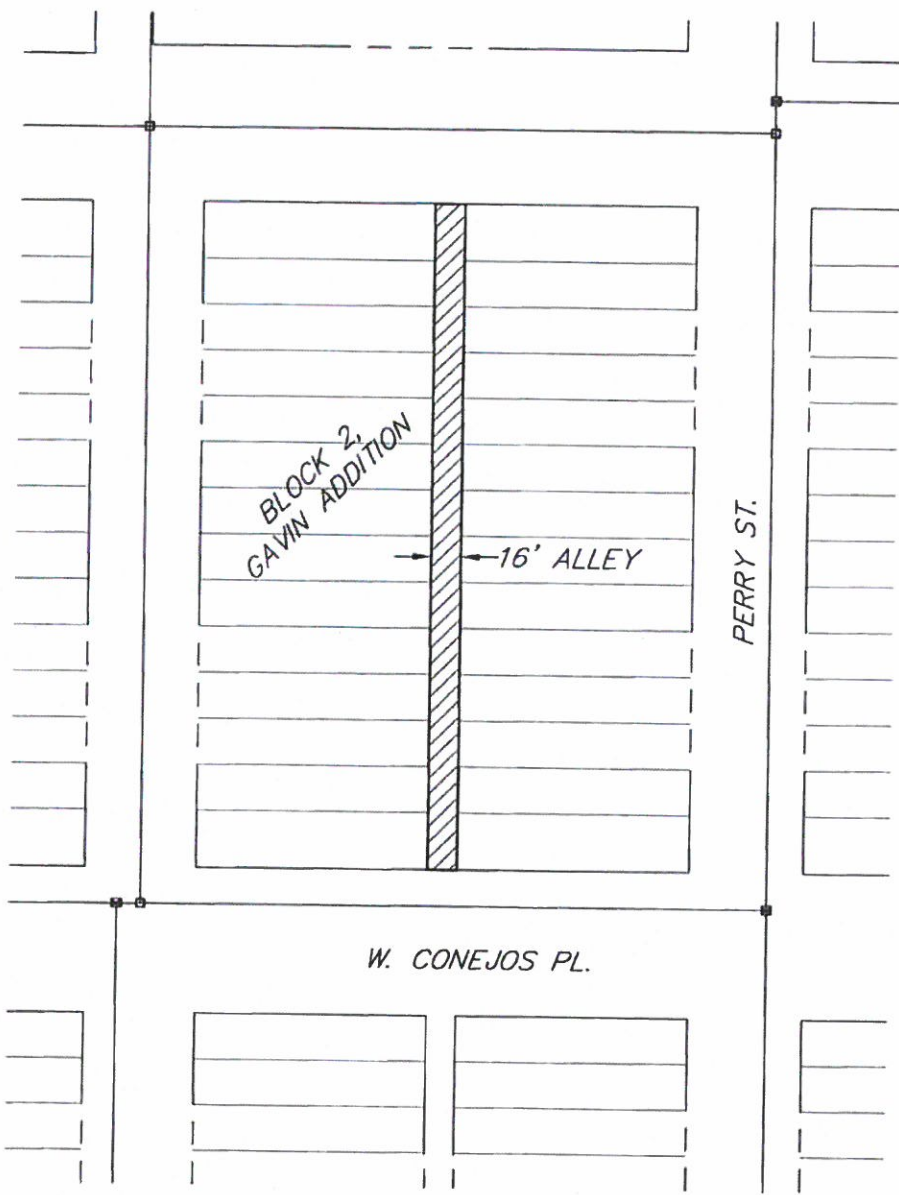 BLOCK 2,
GAVIN ADDITION
16' ALLEY
PERRY ST.
W. CONEJOS PL.